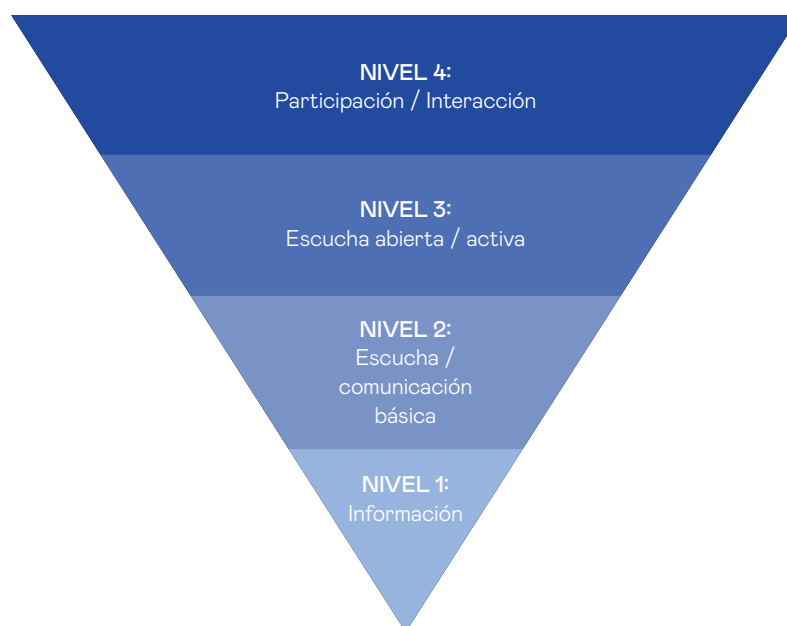 NIVEL 4:
Participación / Interacción
NIVEL 3:
Escucha abierta / activa
NIVEL 2:
Escucha /
comunicación
básica
NIVEL 1:
Información